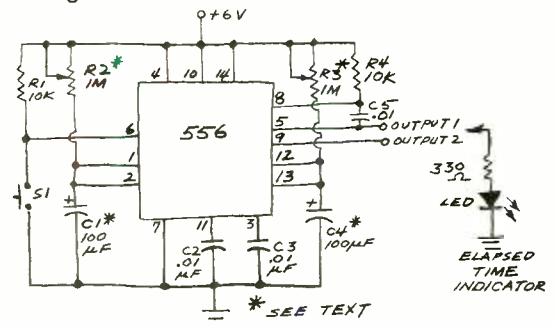 +6V
R1
10K
R2*
1M
4
10
14
R3*
1M
R4
10K
8
C5
.01
556
6
5
OUTPUT 1
9
OUTPUT 2
1
12
2
13
S1
+
C1*
100
µF
7
11
3
C2
.01
µF
C3
.01
µF
+
C4*
100µF
330
Ω
LED
ELAPSED
TIME
INDICATOR
* SEE TEXT